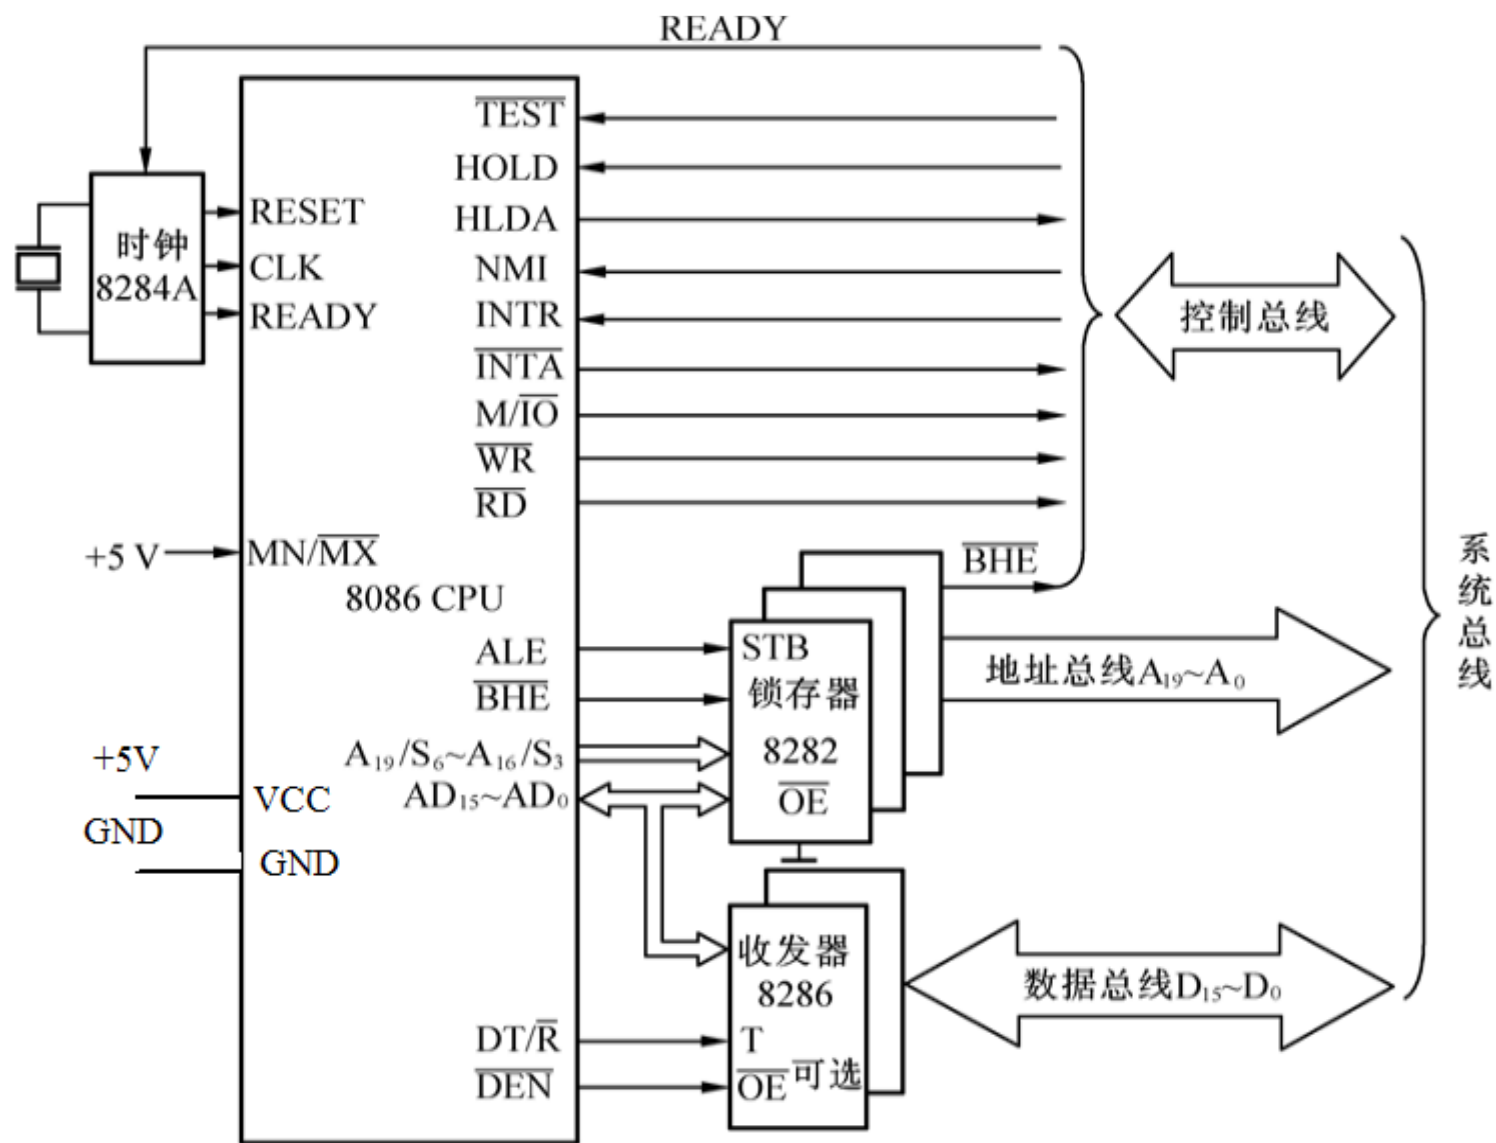 READY
TEST
HOLD
HLDA
NMI
INTR
INTA
M/IO
WR
RD
时钟
8284A
RESET
CLK
READY
+5 V
MN/MX
8086 CPU
ALE
BHE
A19/S6~A16/S3
AD15~AD0
+5V
VCC
GND
GND
DT/R
DEN
STB
锁存器
8282
OE
收发器
8286
T
OE可选
BHE
控制总线
地址总线A19~A0
数据总线D15~D0
系统总线